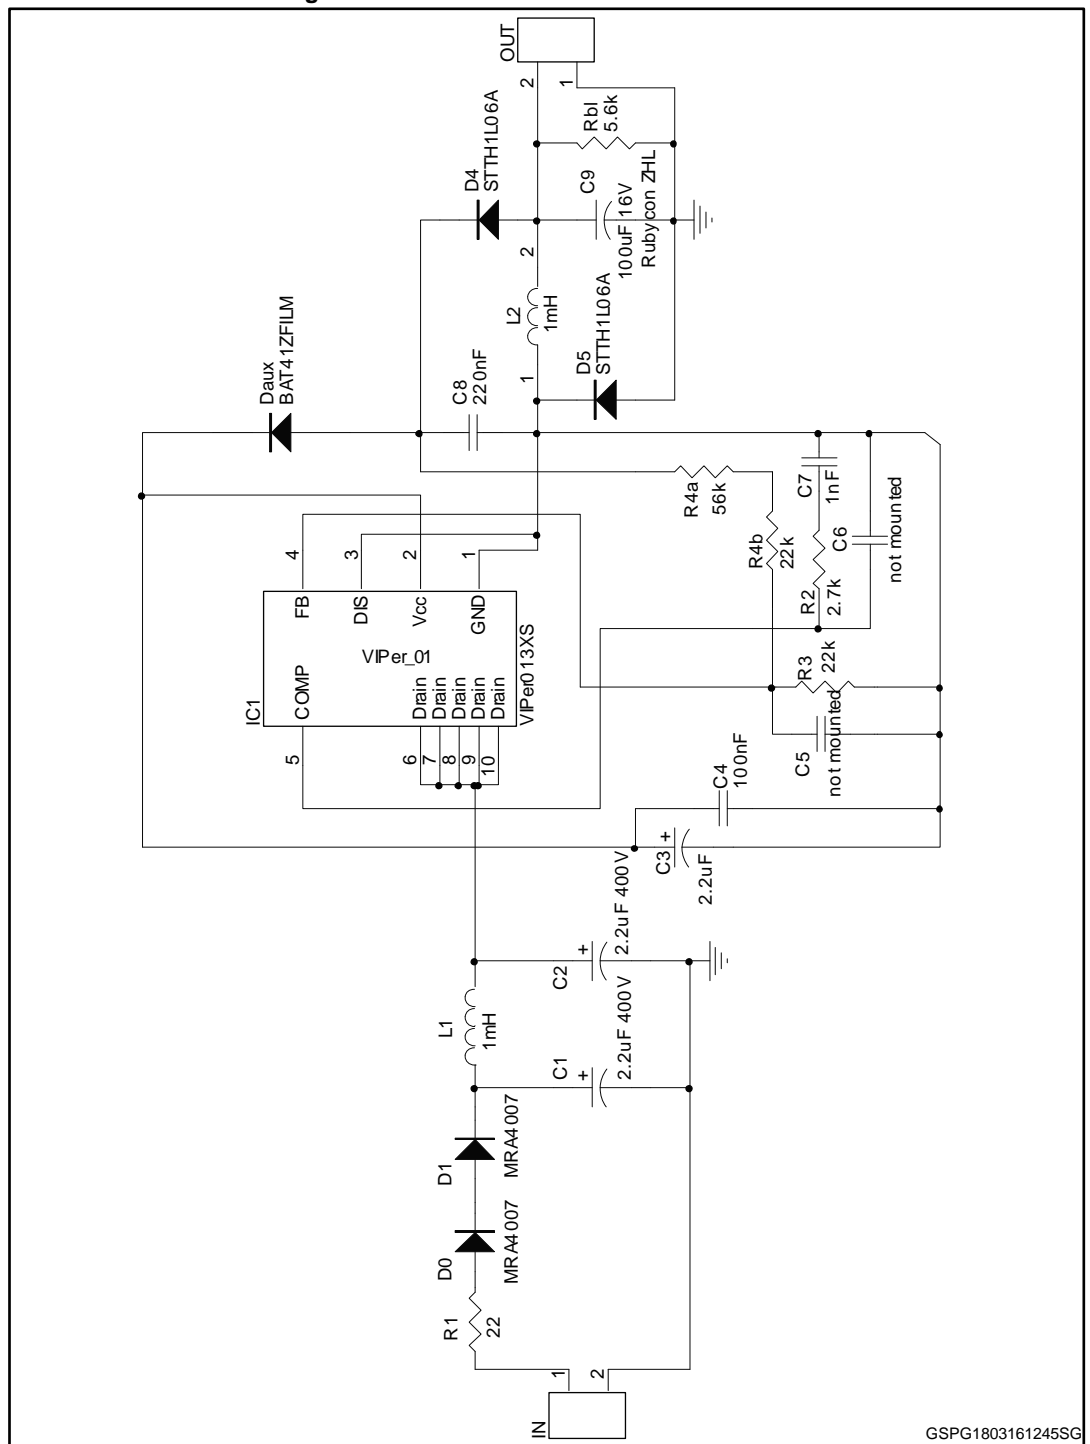 g
OUT
2
1
Rbl
5.6k
D4
STTH1L06A
C9
100uF 16V
Rubycon ZHL
2
L2
1mH
1
D5
STTH1L06A
Daux
BAT41ZFILM
C8
220nF
R4a
56k
R4b
22k
C7
1nF
C6
not mounted
R2
2.7k
R3
22k
C5
not mounted
C4
100nF
C3
+
2.2uF
4
3
2
1
FB
DIS
Vcc
GND
VIPer_01
IC1
COMP
Drain
Drain
Drain
Drain
Drain
VIPer013XS
5
6
7
8
9
10
C2
+
2.2uF 400V
L1
1mH
C1
+
2.2uF 400V
D1
MRA4007
D0
MRA4007
R1
22
1
2
IN
GSPG1803161245SG